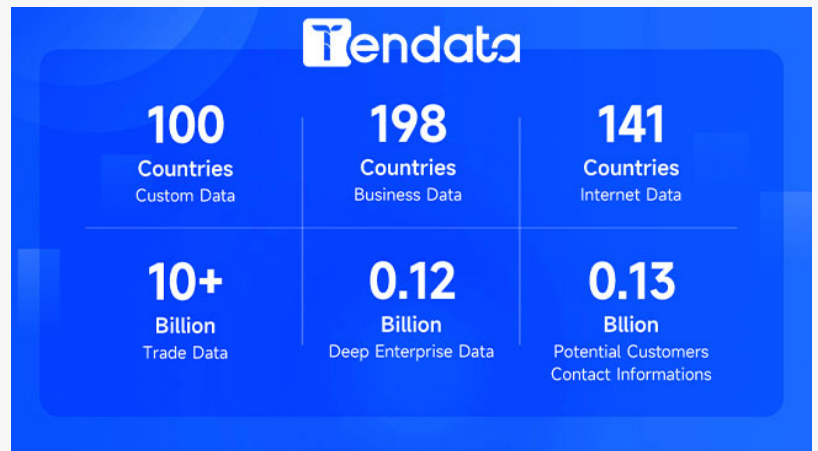 Tendata
100
Countries
Custom Data
198
Countries
Business Data
141
Countries
Internet Data
10+
Billion
Trade Data
0.12
Billion
Deep Enterprise Data
0.13
Bllion
Potential Customers
Contact Informations